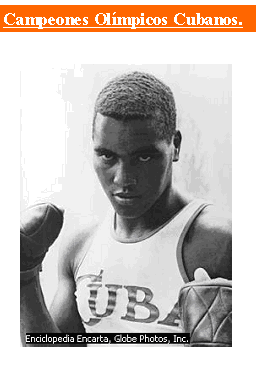 Campeones Olímpicos Cubanos.
CUBA
Enciclopedia Encarta, Globe Photos, Inc.